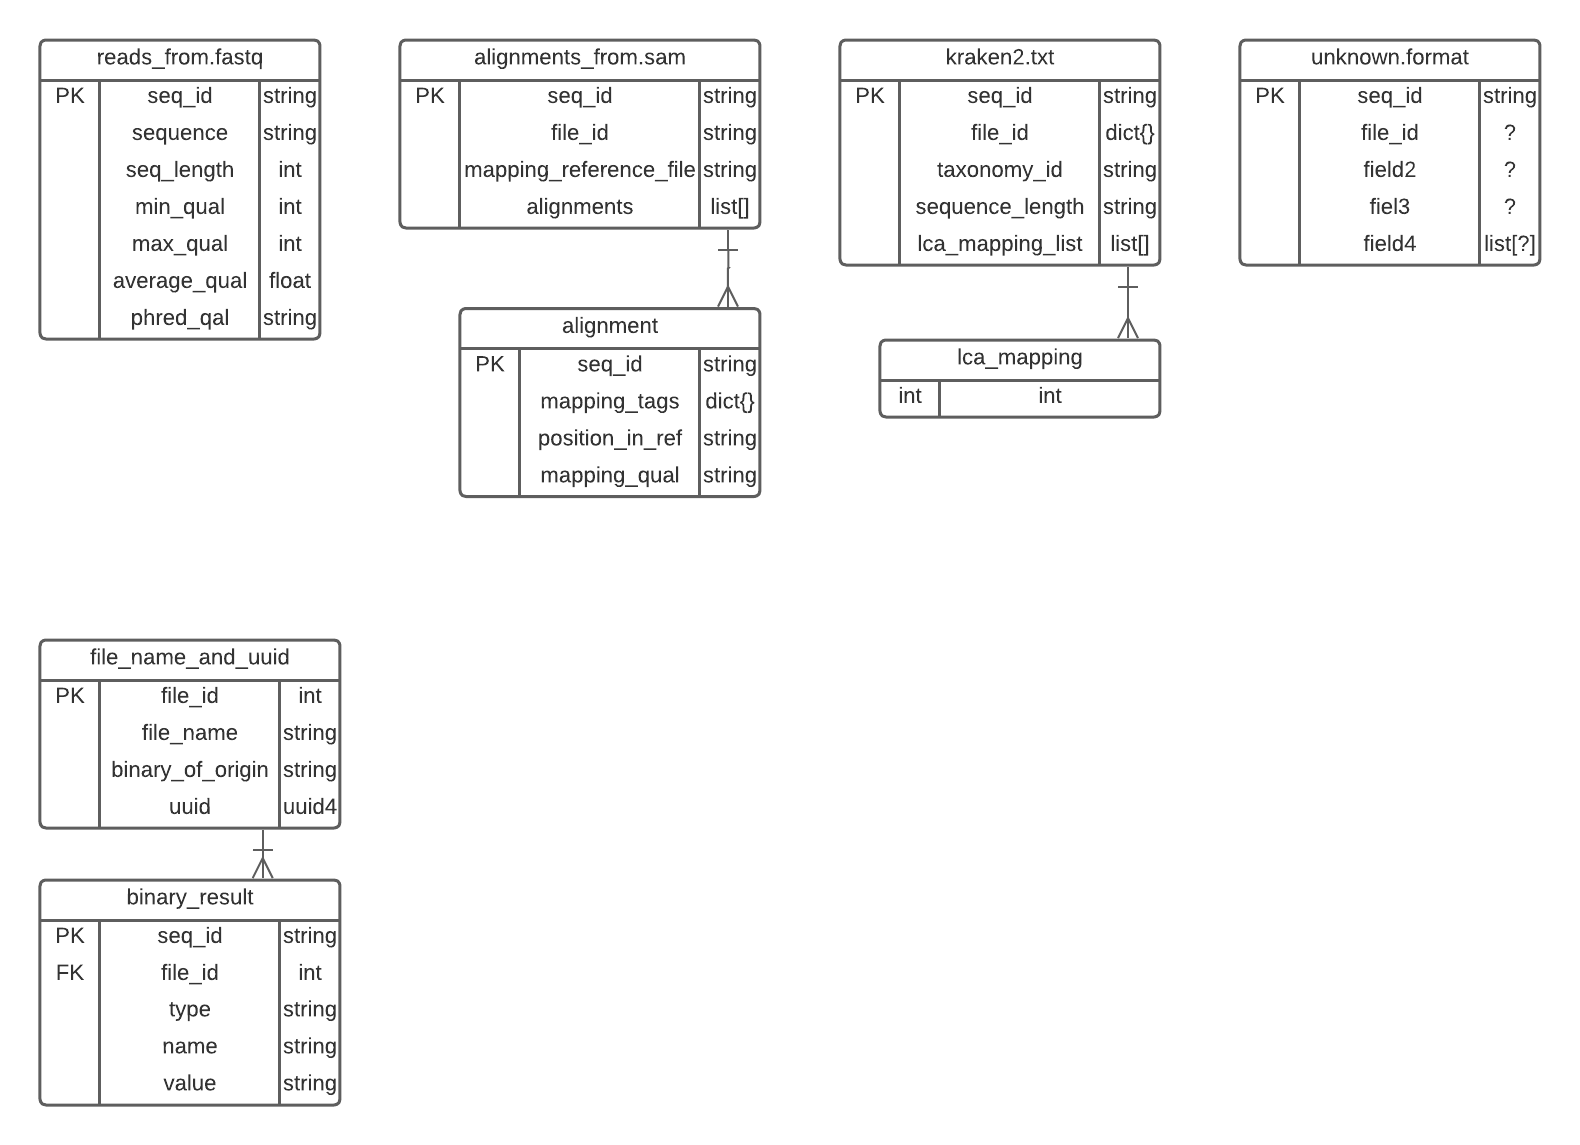 reads_from.fastq
PK seq_id string
sequence string
seq_length int
min_qual int
max_qual int
average_qual float
phred_qal string
alignments_from.sam
PK seq_id string
file_id string
mapping_reference_file string
alignments list[]
alignment
PK seq_id string
mapping_tags dict{}
position_in_ref string
mapping_qual string
kraken2.txt
PK seq_id string
file_id dict{}
taxonomy_id string
sequence_length string
lca_mapping_list list[]
lca_mapping
int int
unknown.format
PK seq_id string
file_id ?
field2 ?
fiel3 ?
field4 list[?]
file_name_and_uuid
PK file_id int
file_name string
binary_of_origin string
uuid uuid4
binary_result
PK seq_id string
FK file_id int
type string
name string
value string